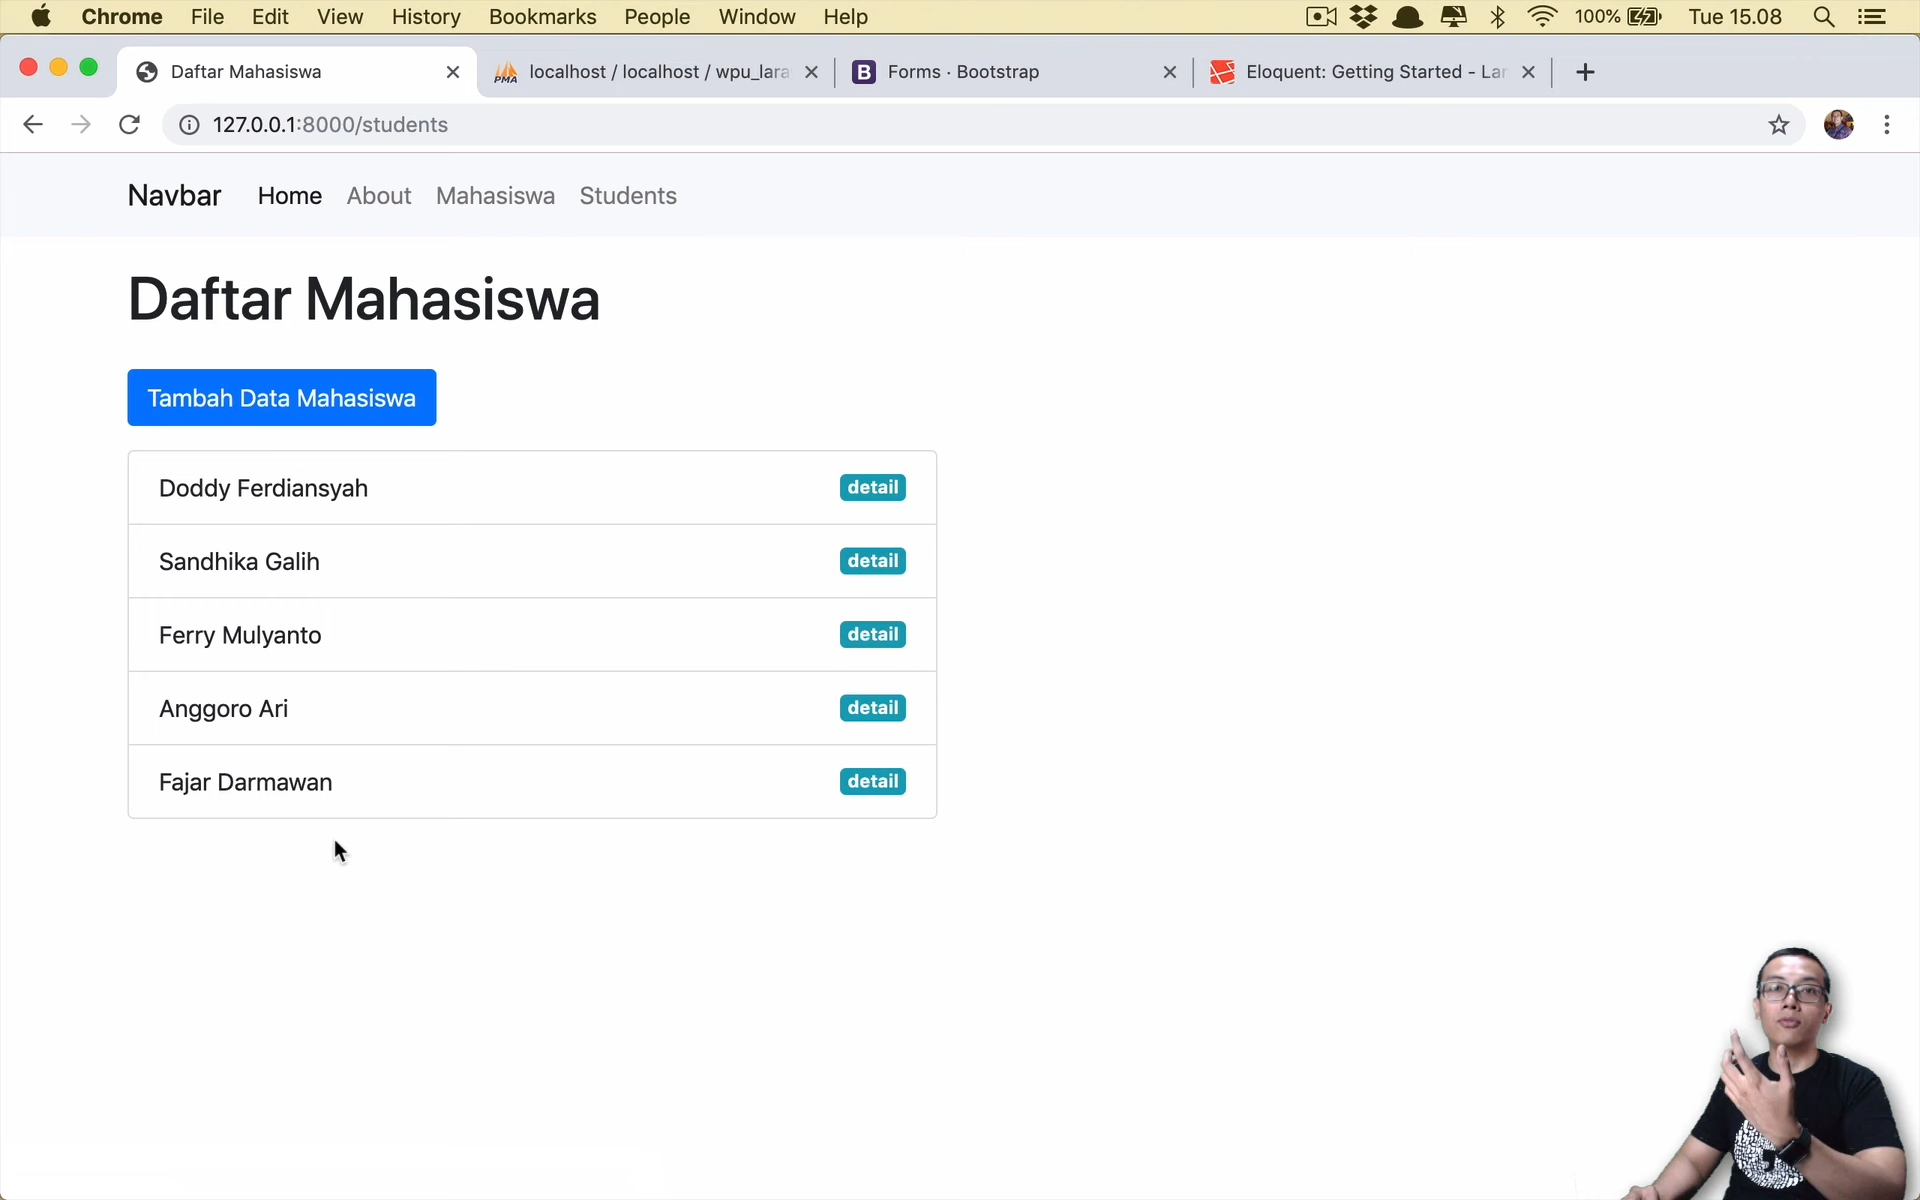 Chrome File Edit View History Bookmarks People Window Help 100% Tue 15.08
Daftar Mahasiswa localhost / localhost / wpu_lara Forms · Bootstrap Eloquent: Getting Started - Lar
127.0.0.1:8000/students
Navbar Home About Mahasiswa Students
Daftar Mahasiswa
Tambah Data Mahasiswa
Doddy Ferdiansyah detail
Sandhika Galih detail
Ferry Mulyanto detail
Anggoro Ari detail
Fajar Darmawan detail